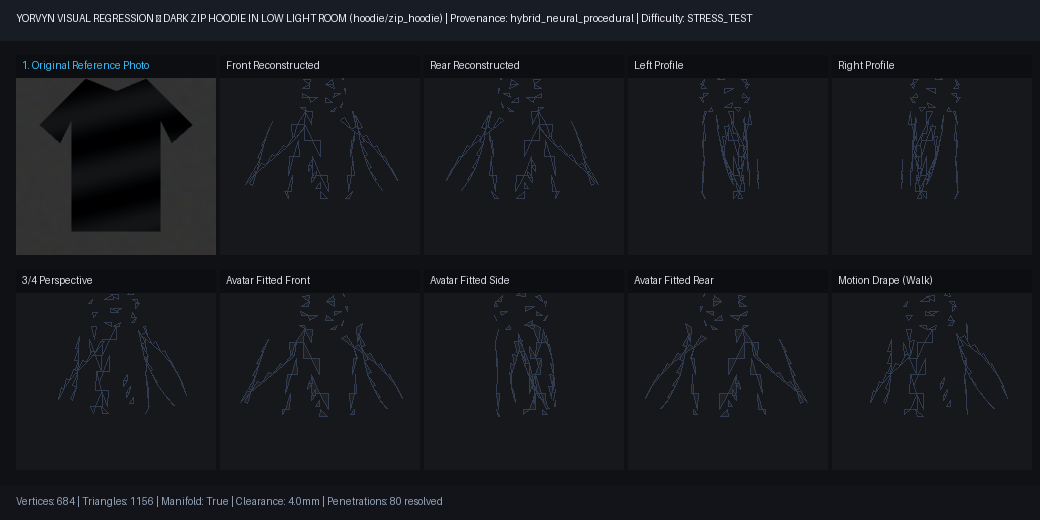 YORVYN VISUAL REGRESSION ▯ DARK ZIP HOODIE IN LOW LIGHT ROOM (hoodie/zip_hoodie) | Provenance: hybrid_neural_procedural | Difficulty: STRESS_TEST
1. Original Reference Photo
Front Reconstructed
Rear Reconstructed
Left Profile
Right Profile
3/4 Perspective
Avatar Fitted Front
Avatar Fitted Side
Avatar Fitted Rear
Motion Drape (Walk)
Vertices: 684 | Triangles: 1156 | Manifold: True | Clearance: 4.0mm | Penetrations: 80 resolved